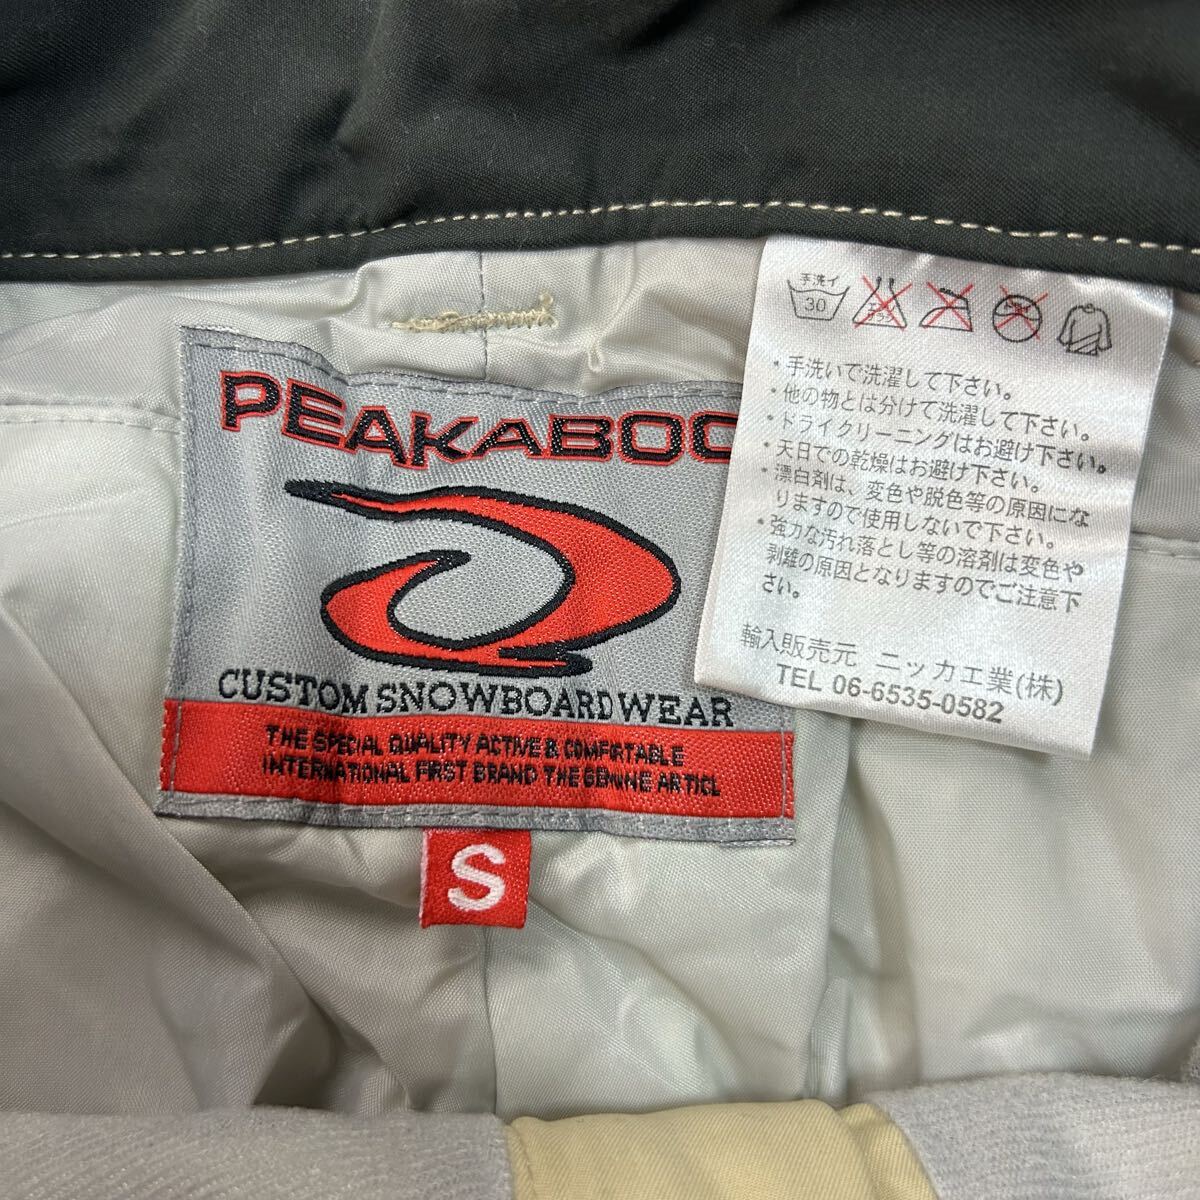 PEAKABOO
CUSTOM SNOWBOARD WEAR
THE SPECIAL QUALITY ACTIVE & COMFORTABLE
INTERNATIONAL FIRST BRAND THE GENUINE ARTICL
S
手洗イ
30
エンソ
サラシ
・手洗いで洗濯して下さい。
・他の物とは分けて洗濯して下さい。
・ドライクリーニングはお避け下さい。
・天日での乾燥はお避け下さい。
・漂白剤は、変色や脱色等の原因にな
りますので使用しないで下さい。
・強力な汚れ落とし等の溶剤は変色や
剥離の原因となりますのでご注意下
さい。
輸入販売元 ニッカ工業(株)
TEL 06-6535-0582